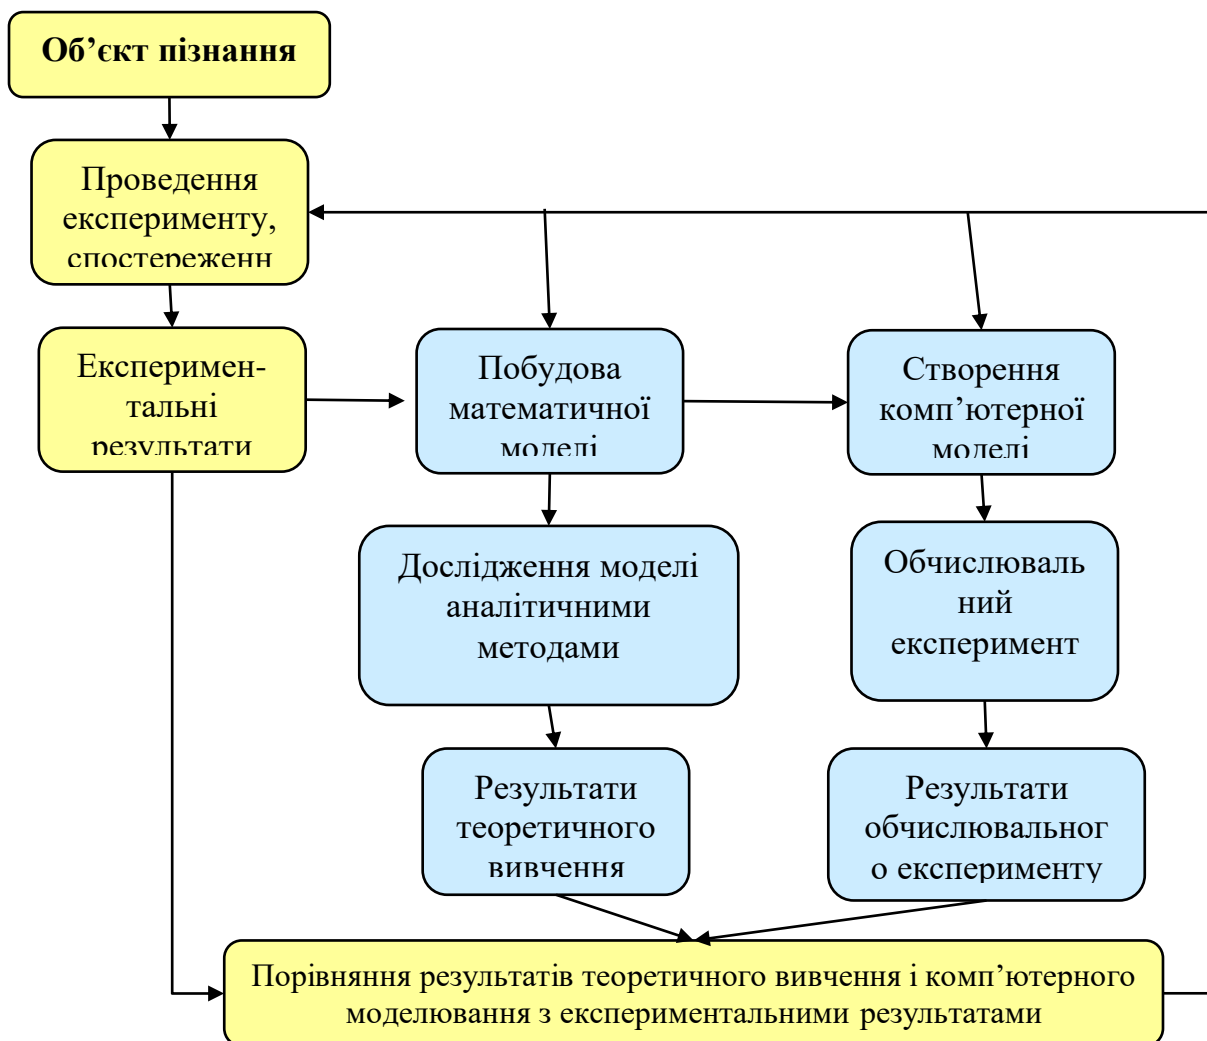 Об’єкт пізнання
Проведення
експерименту,
спостереженн
Експеримен-
тальні
результати
Побудова
математичної
моделі
Створення
комп’ютерної
моделі
Дослідження моделі
аналітичними
методами
Обчислюваль
ний
експеримент
Результати
теоретичного
вивчення
Результати
обчислювальног
о експерименту
Порівняння результатів теоретичного вивчення і комп’ютерного
моделювання з експериментальними результатами